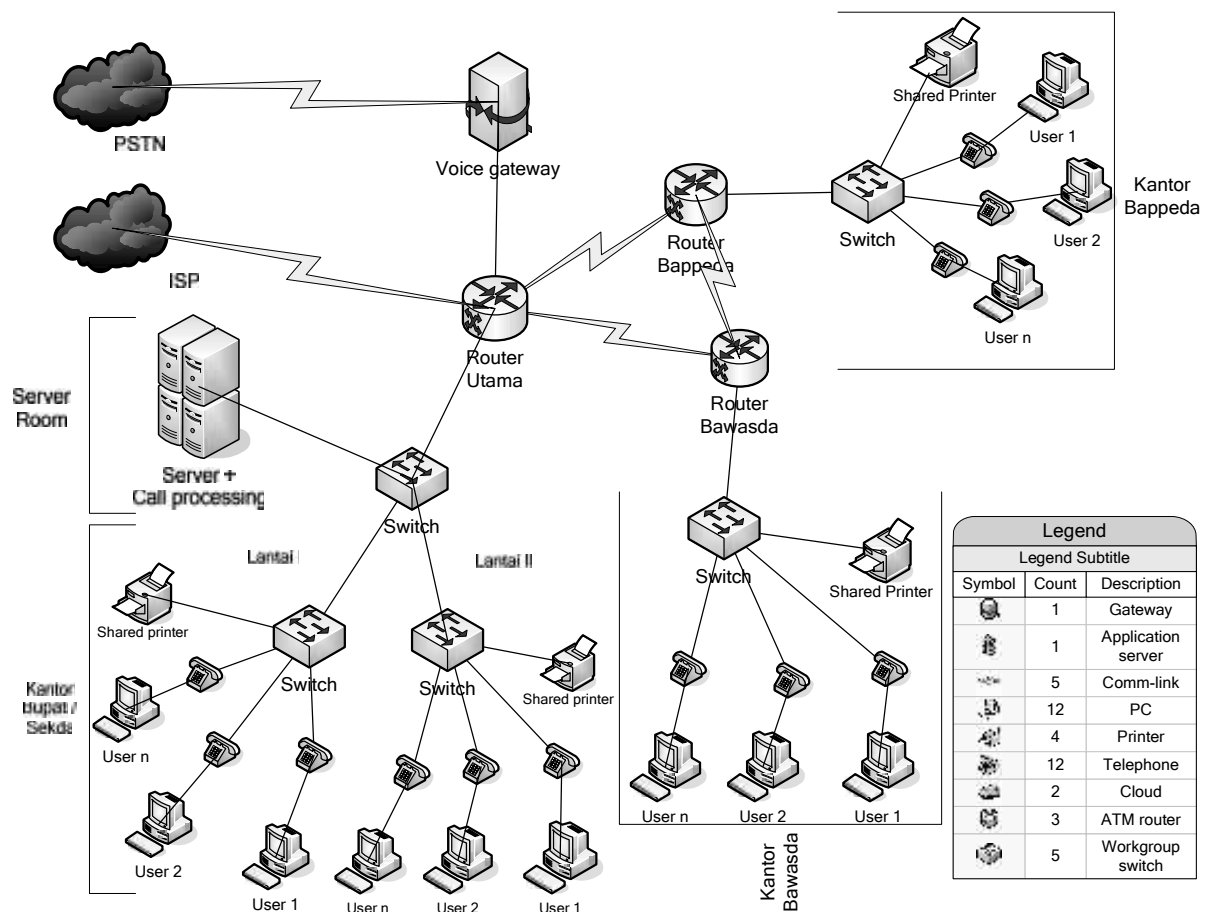 PSTN
Voice gateway
Shared Printer
User 1
Kantor
Bappeda
User 2
Switch
User n
Router
Bappeda
ISP
Router
Utama
Router
Bawasda
Server
Room
Server +
Call processing
Switch
Lantai I
Lantai II
Shared printer
Switch
Switch
Shared printer
Kantor
Bupati /
Sekda
User n
User 2
User 1
User n
User 2
User 1
Switch
Shared Printer
User n
User 2
User 1
Kantor
Bawasda
Legend
Legend Subtitle
Symbol Count Description
1 Gateway
1 Application
server
5 Comm-link
12 PC
4 Printer
12 Telephone
2 Cloud
3 ATM router
5 Workgroup
switch